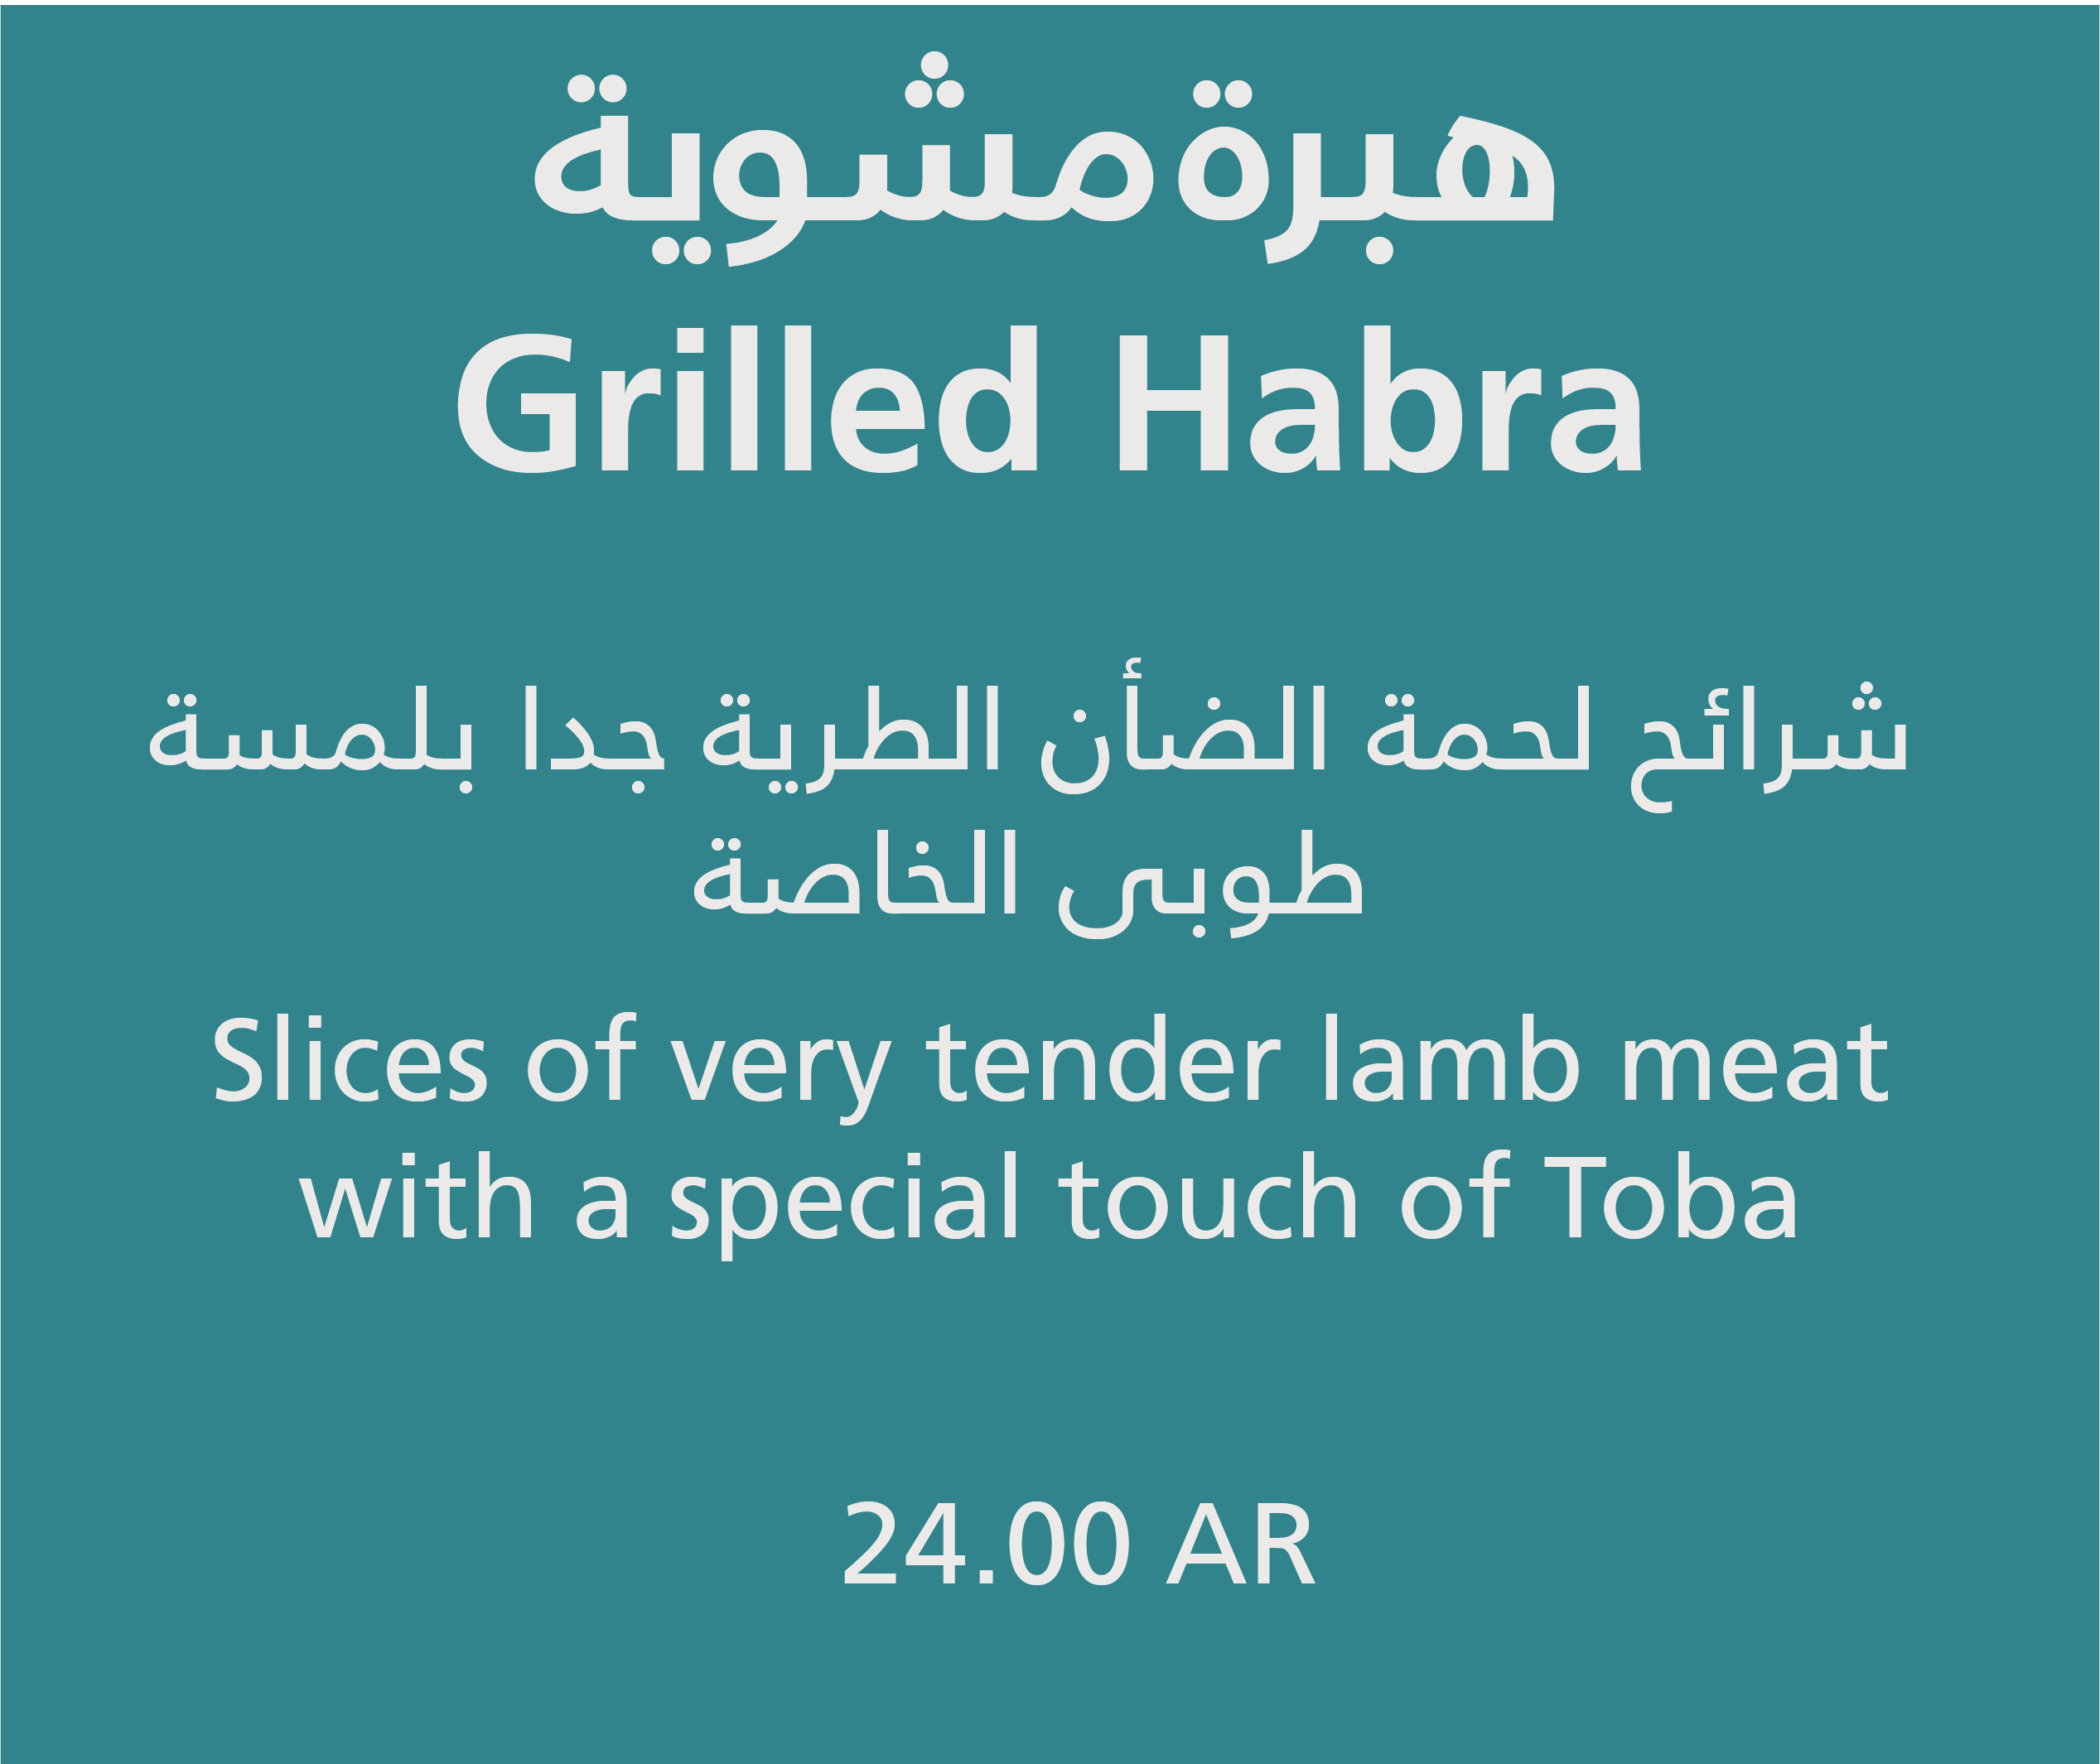 هبرة مشوية
Grilled Habra
شرائح لحمة الضأن الطرية جدا بلمسة
طوبى الخاصة
Slices of very tender lamb meat
with a special touch of Toba
24.00 AR